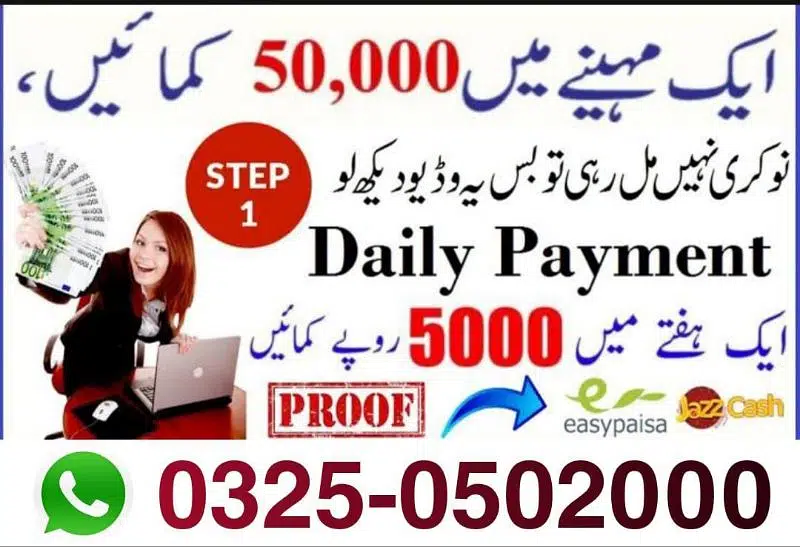 ایک مہینے میں 50,000 کمائیں،
STEP 1
نوکری نہیں مل رہی تو بس یہ وڈیو دیکھ لو
Daily Payment
ایک ہفتے میں 5000 روپے کمائیں
PROOF
easypaisa
JazzCash
0325-0502000